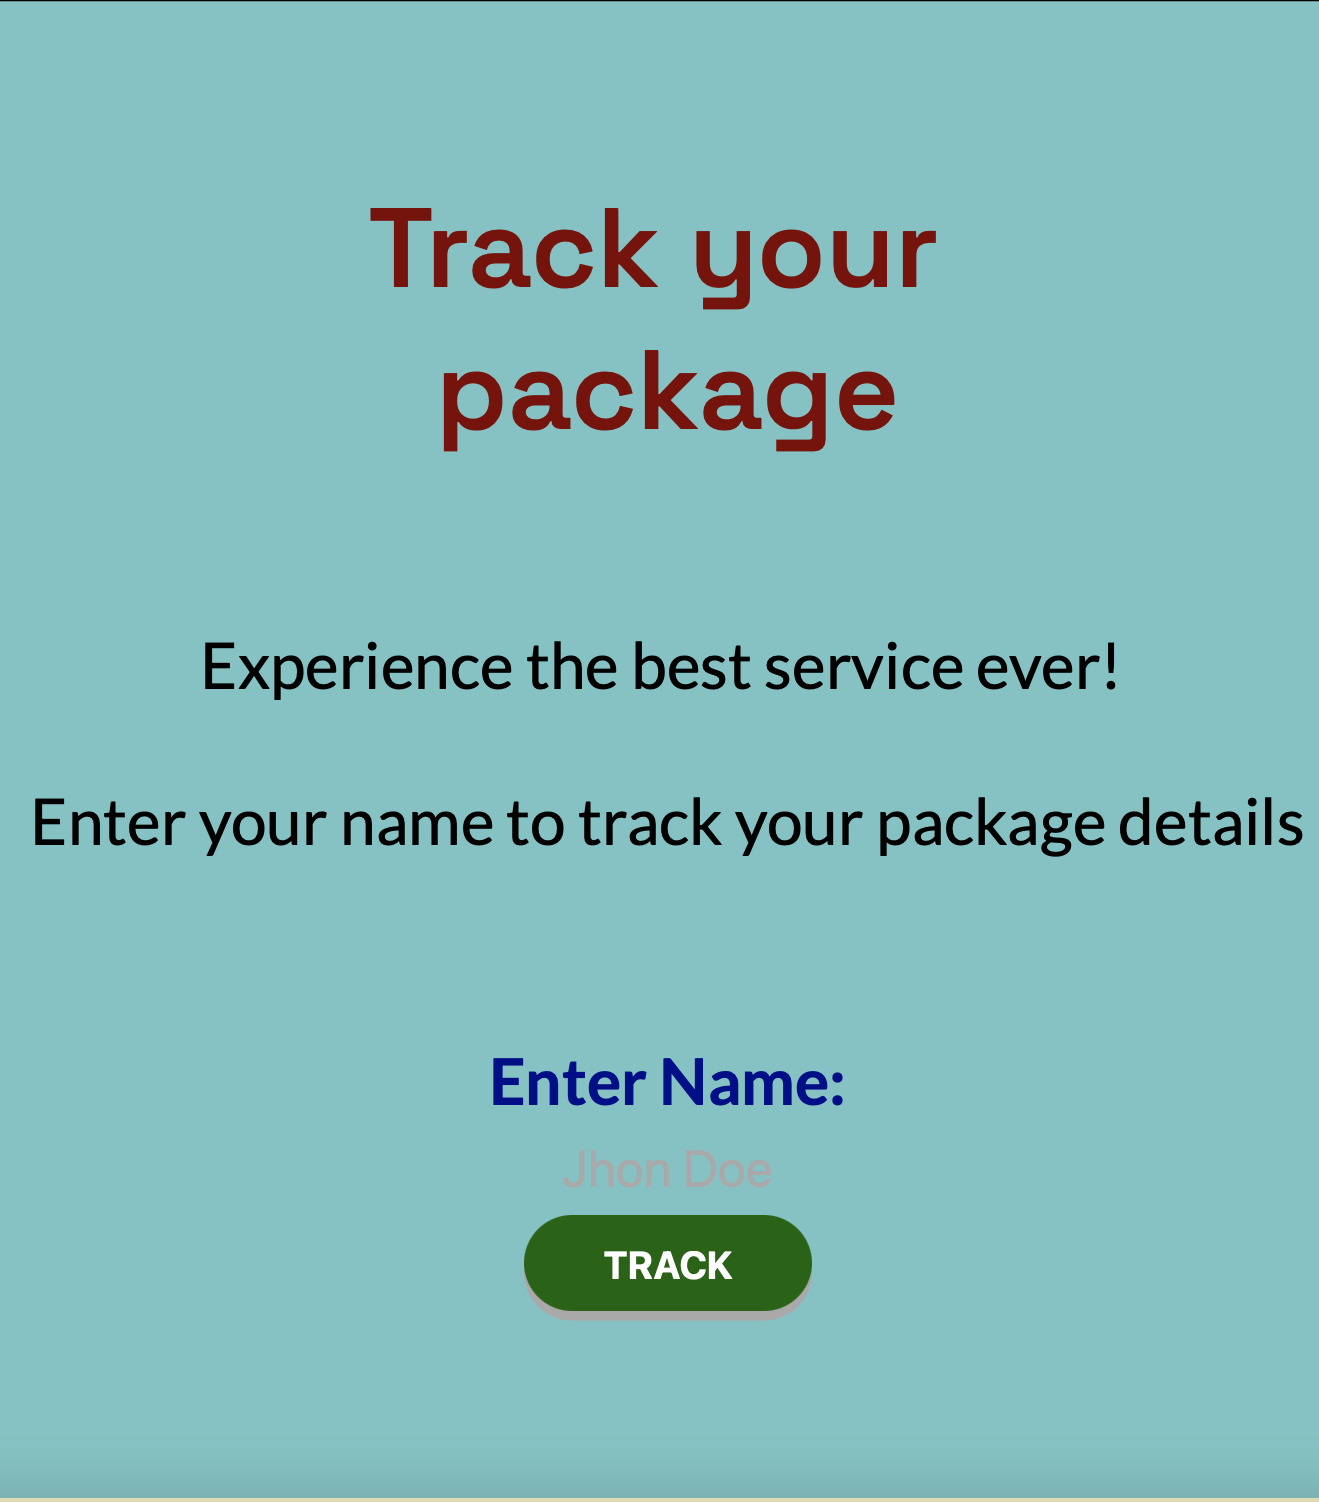 Track your
package
Experience the best service ever!
Enter your name to track your package details
Enter Name:
Jhon Doe
TRACK